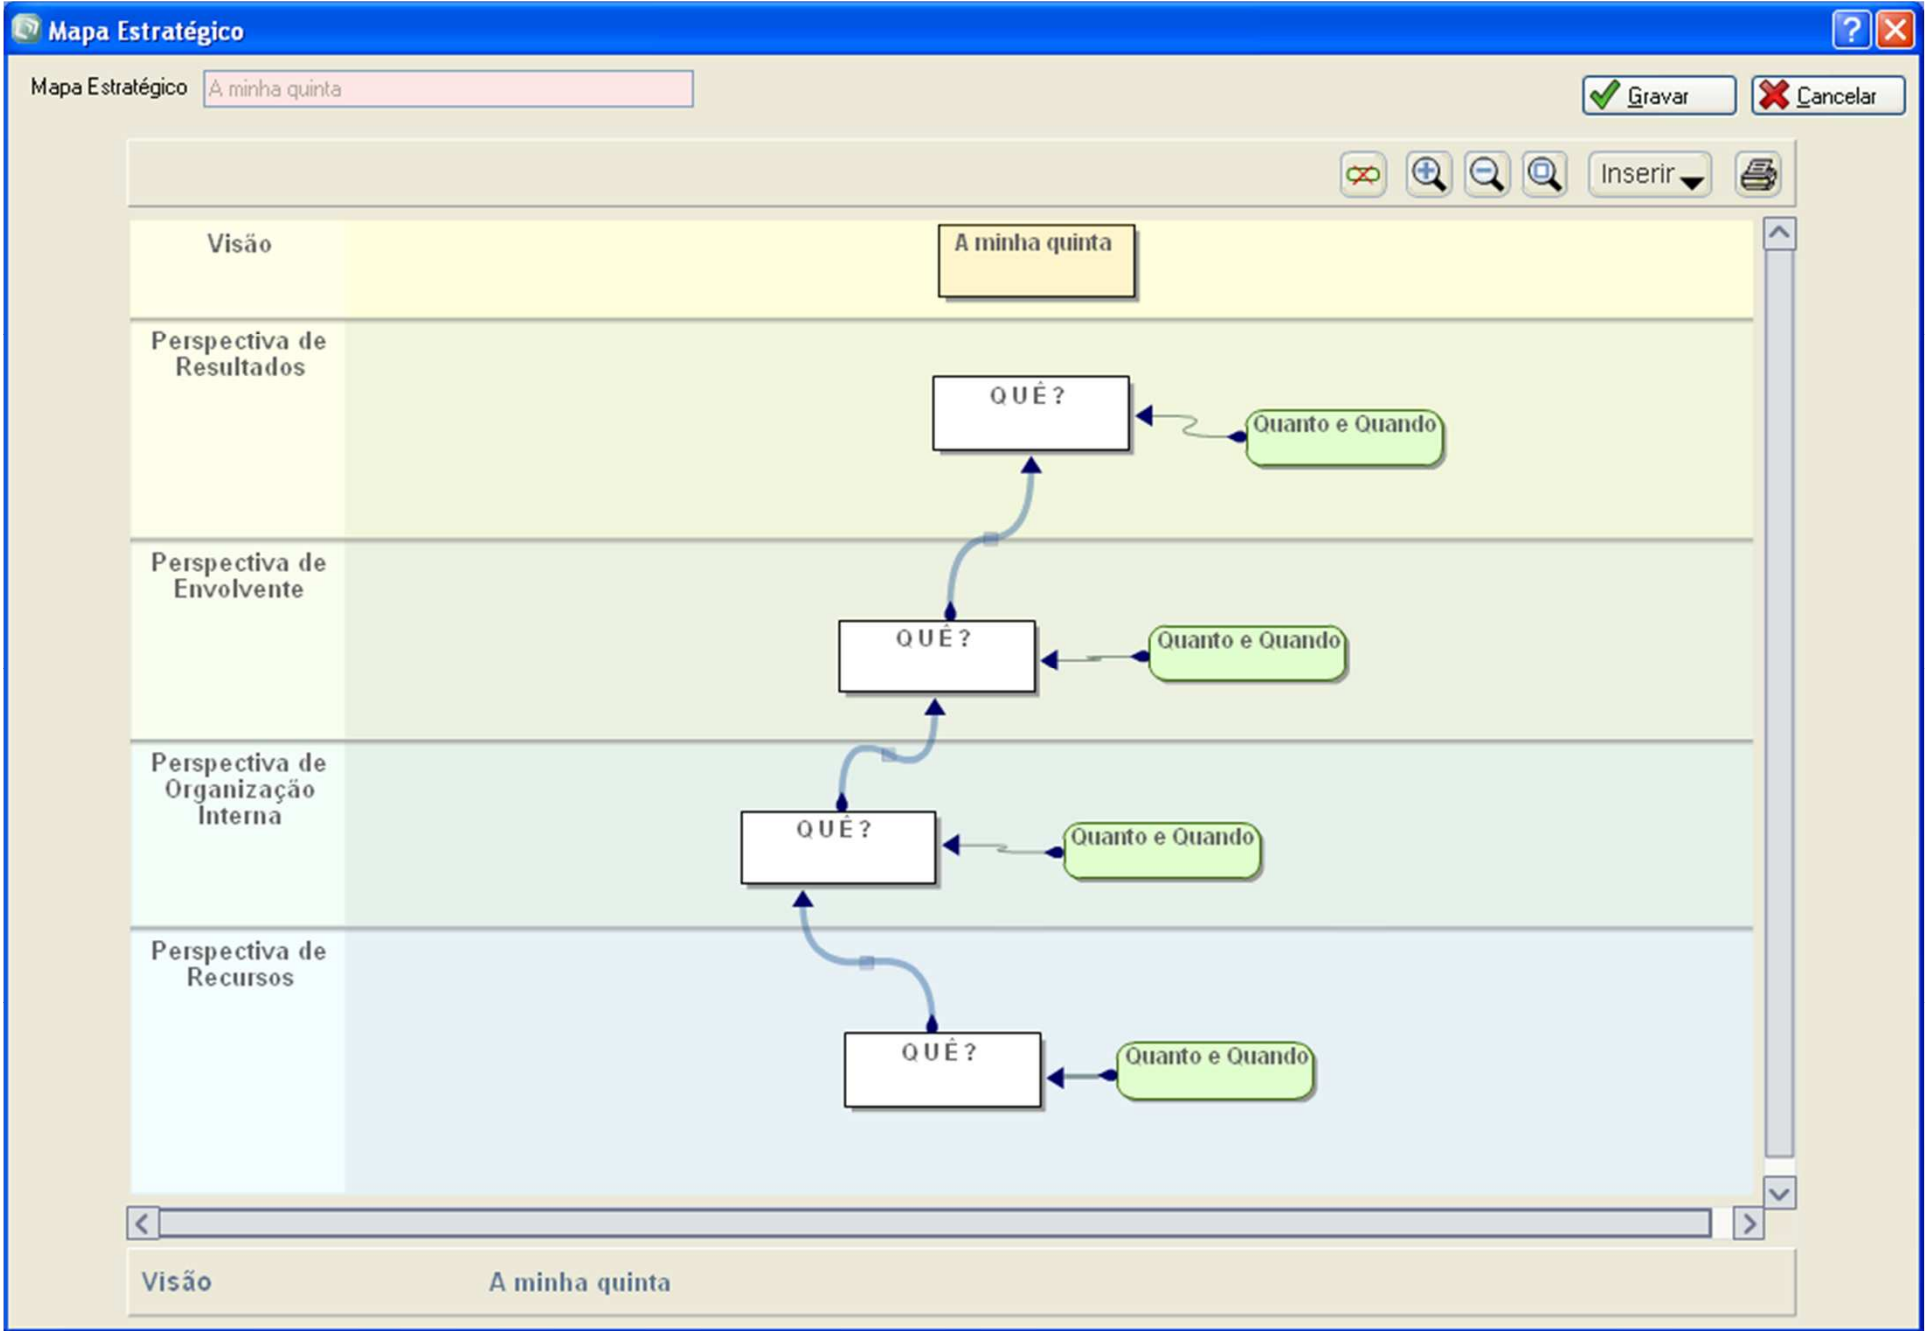 Mapa Estratégico
Mapa Estratégico A minha quinta
Gravar Cancelar
Inserir
Visão
A minha quinta
Perspectiva de
Resultados
QUÊ?
Quanto e Quando
Perspectiva de
Envolvente
QUÊ?
Quanto e Quando
Perspectiva de
Organização
Interna
QUÊ?
Quanto e Quando
Perspectiva de
Recursos
QUÊ?
Quanto e Quando
Visão A minha quinta